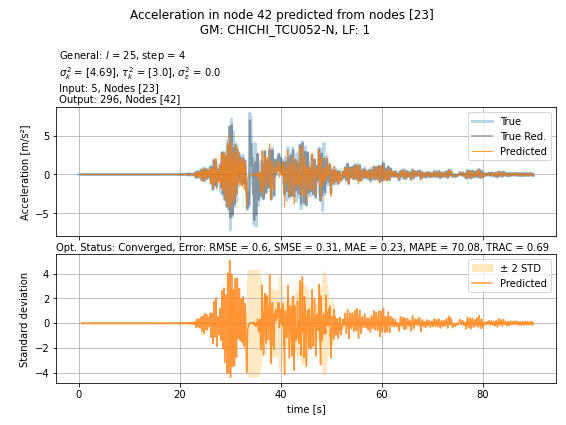 Acceleration in node 42 predicted from nodes [23]
GM: CHICHI_TCU052-N, LF: 1
General: l = 25, step = 4
σ²ₖ = [4.69], τ²ₖ = [3.0], σ²ε = 0.0
Input: 5, Nodes [23]
Output: 296, Nodes [42]
True
True Red.
Predicted
5
0
−5
Acceleration [m/s²]
Opt. Status: Converged, Error: RMSE = 0.6, SMSE = 0.31, MAE = 0.23, MAPE = 70.08, TRAC = 0.69
± 2 STD
Predicted
4
2
0
−2
−4
Standard deviation
0 20 40 60 80
time [s]